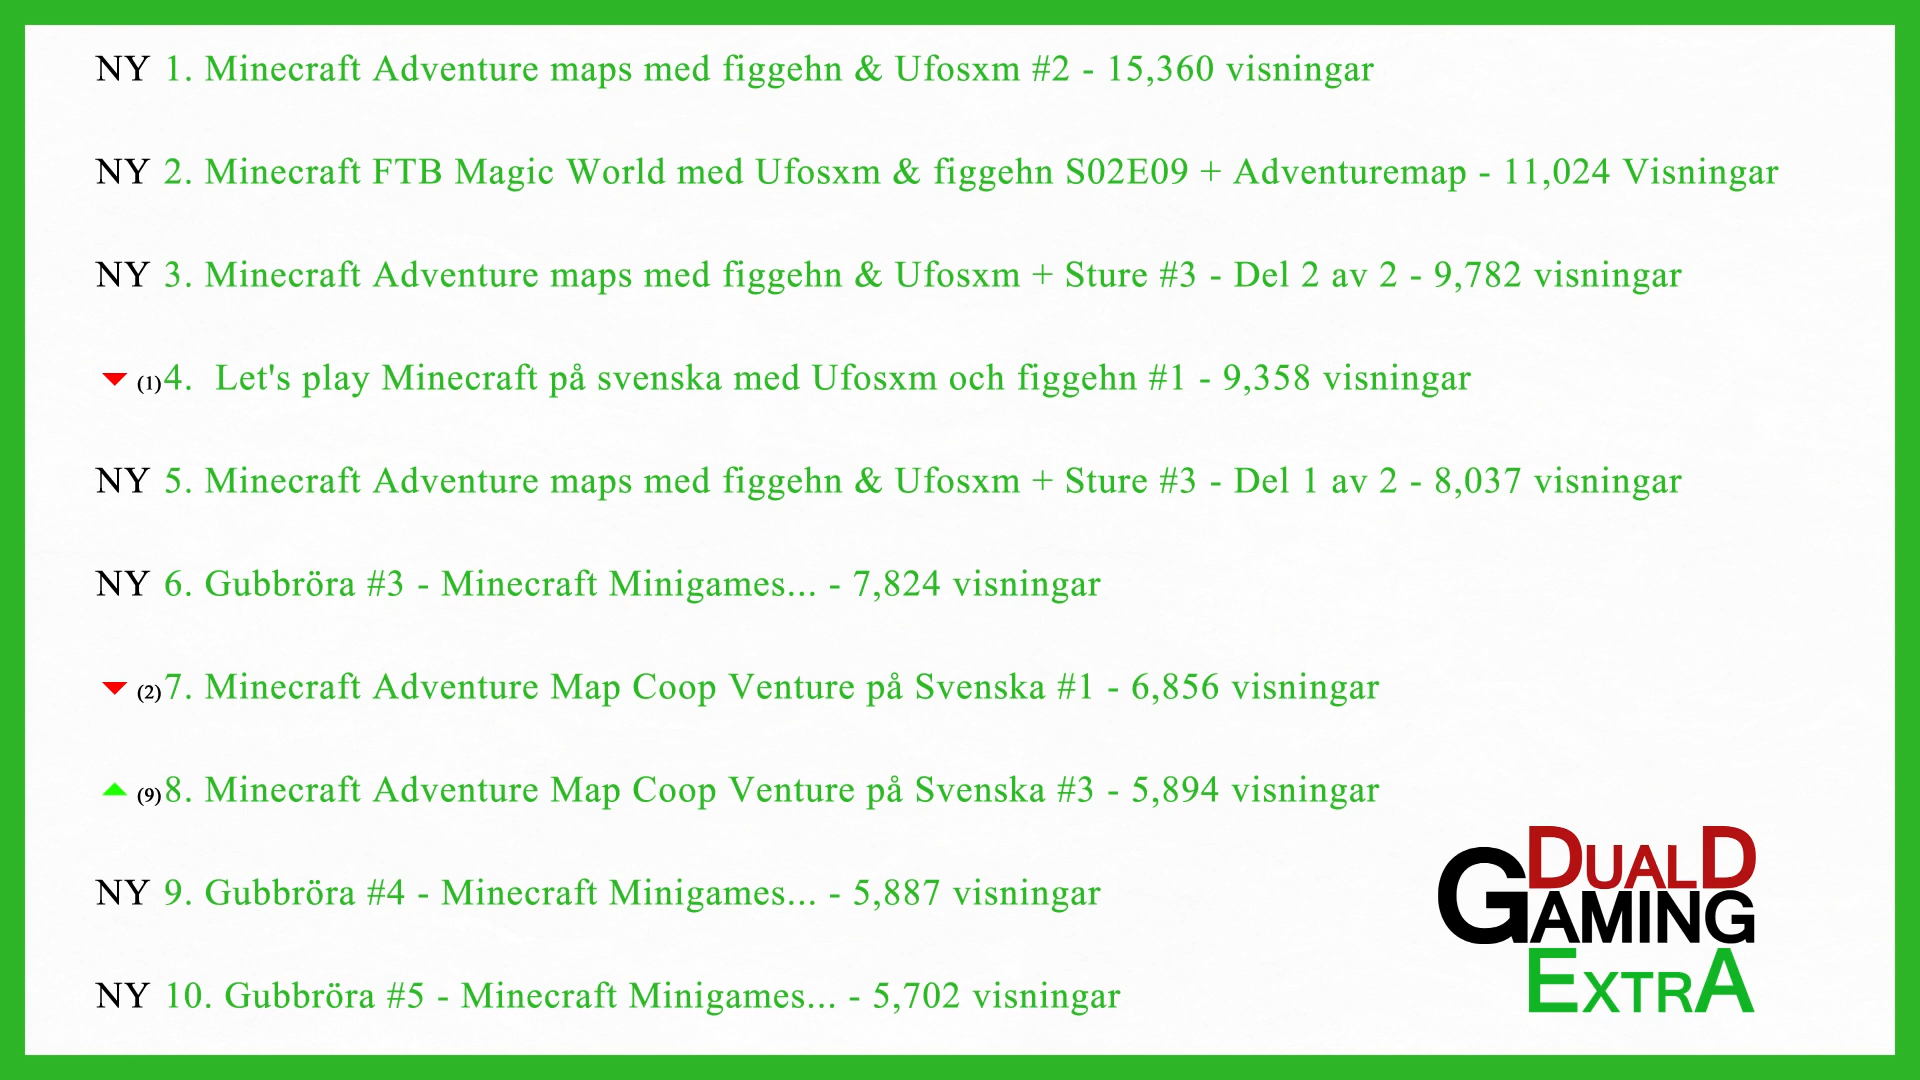 NY 1. Minecraft Adventure maps med figgehn & Ufosxm #2 - 15,360 visningar
NY 2. Minecraft FTB Magic World med Ufosxm & figgehn S02E09 + Adventuremap - 11,024 Visningar
NY 3. Minecraft Adventure maps med figgehn & Ufosxm + Sture #3 - Del 2 av 2 - 9,782 visningar
(1) 4. Let's play Minecraft på svenska med Ufosxm och figgehn #1 - 9,358 visningar
NY 5. Minecraft Adventure maps med figgehn & Ufosxm + Sture #3 - Del 1 av 2 - 8,037 visningar
NY 6. Gubbröra #3 - Minecraft Minigames... - 7,824 visningar
(2) 7. Minecraft Adventure Map Coop Venture på Svenska #1 - 6,856 visningar
(9) 8. Minecraft Adventure Map Coop Venture på Svenska #3 - 5,894 visningar
NY 9. Gubbröra #4 - Minecraft Minigames... - 5,887 visningar
NY 10. Gubbröra #5 - Minecraft Minigames... - 5,702 visningar
DUALD
GAMING
EXTRA